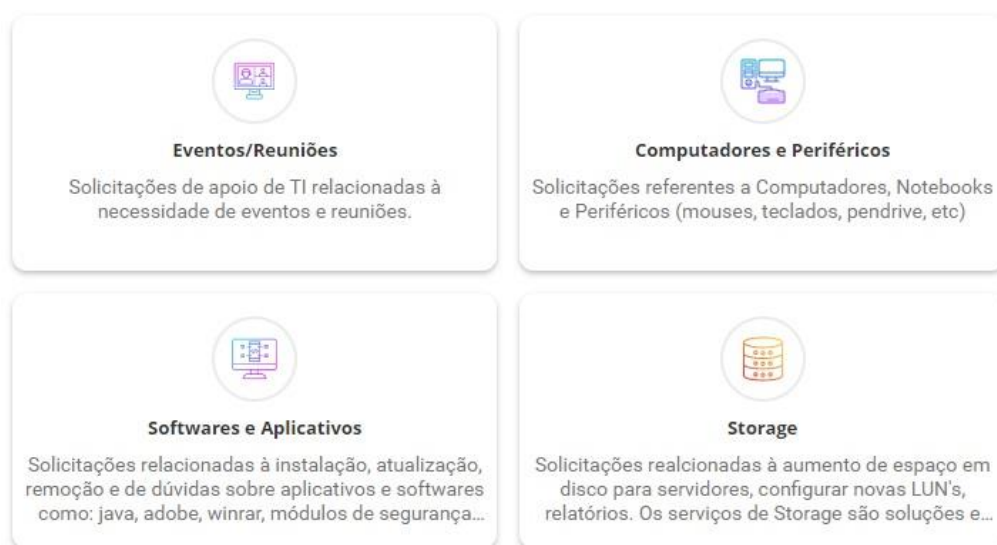 Eventos/Reuniões
Solicitações de apoio de TI relacionadas à
necessidade de eventos e reuniões.
Computadores e Periféricos
Solicitações referentes a Computadores, Notebooks
e Periféricos (mouses, teclados, pendrive, etc)
Softwares e Aplicativos
Solicitações relacionadas à instalação, atualização,
remoção e de dúvidas sobre aplicativos e softwares
como: java, adobe, winrar, módulos de segurança...
Storage
Solicitações realcionadas à aumento de espaço em
disco para servidores, configurar novas LUN's,
relatórios. Os serviços de Storage são soluções e...